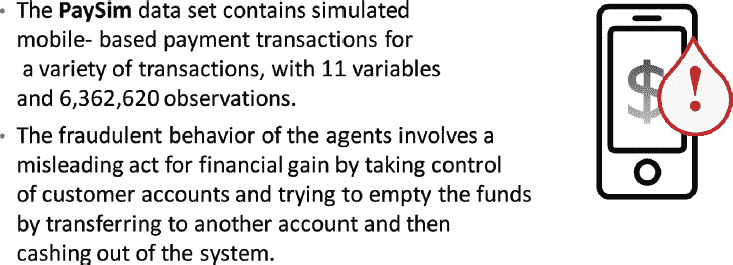 • The PaySim data set contains simulated
mobile- based payment transactions for
a variety of transactions, with 11 variables
and 6,362,620 observations.
• The fraudulent behavior of the agents involves a
misleading act for financial gain by taking control
of customer accounts and trying to empty the funds
by transferring to another account and then
cashing out of the system.
$
!